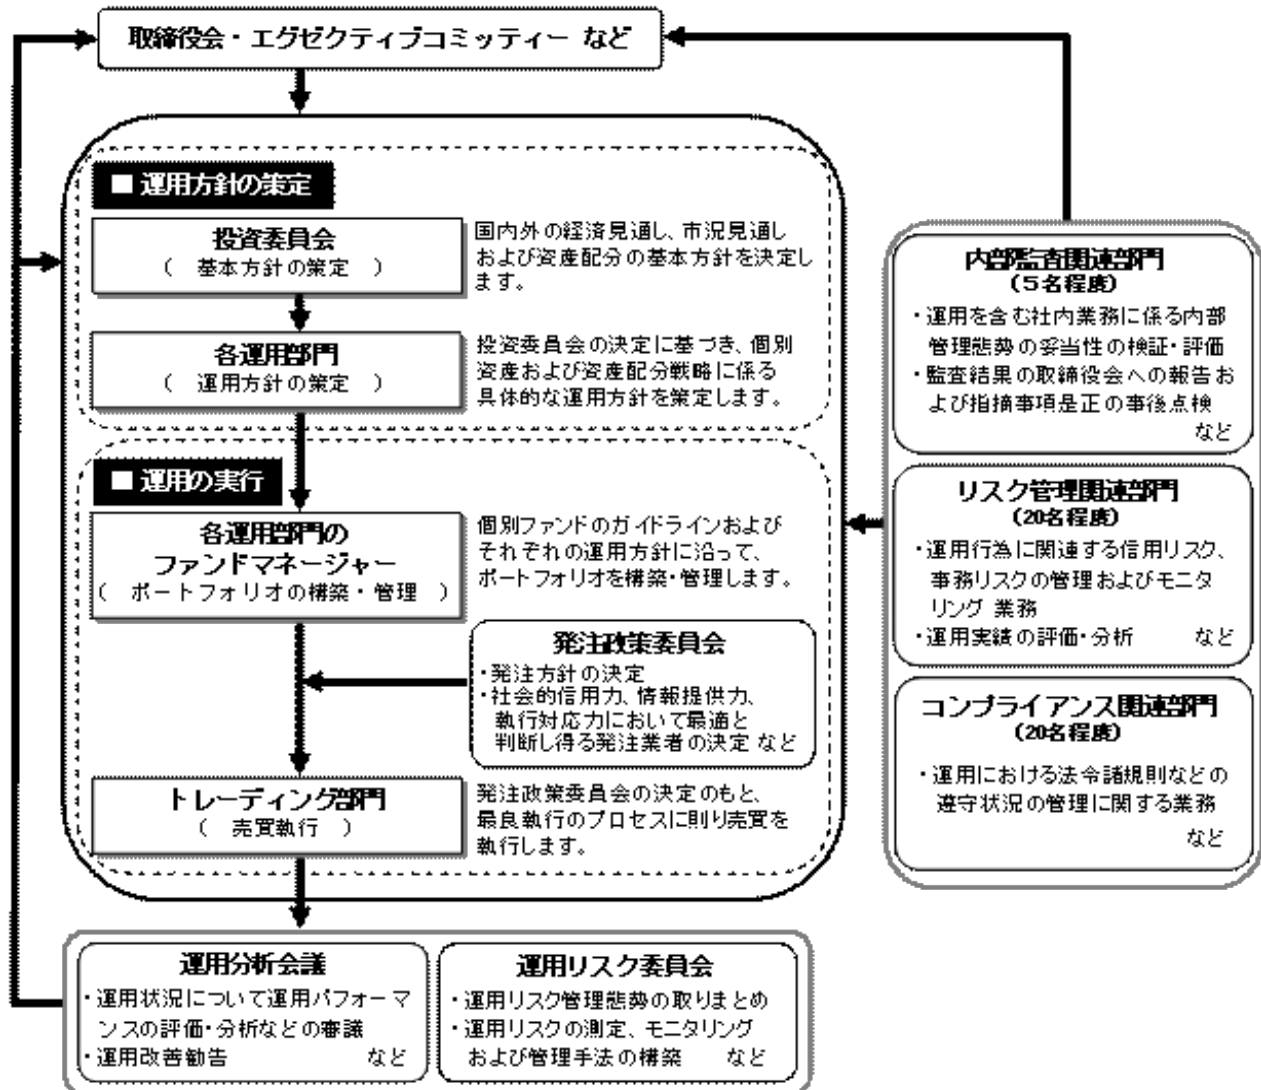 取締役会・エグゼクティブコミッティー など
■ 運用方針の策定
投資委員会
（ 基本方針の策定 ）
国内外の経済見通し、市況見通し
および資産配分の基本方針を決定し
ます。
各運用部門
（ 運用方針の策定 ）
投資委員会の決定に基づき、個別
資産および資産配分戦略に係る
具体的な運用方針を策定します。
■ 運用の実行
各運用部門の
ファンドマネージャー
（ ポートフォリオの構築・管理 ）
個別ファンドのガイドラインおよび
それぞれの運用方針に沿って、
ポートフォリオを構築・管理します。
発注政策委員会
・発注方針の決定
・社会的信用力、情報提供力、
執行対応力において最適と
判断し得る発注業者の決定 など
トレーディング部門
（ 売買執行 ）
発注政策委員会の決定のもと、
最良執行のプロセスに則り売買を
執行します。
内部監査関連部門
（５名程度）
・運用を含む社内業務に係る内部
管理態勢の妥当性の検証・評価
・監査結果の取締役会への報告お
よび指摘事項是正の事後点検
など
リスク管理関連部門
（20名程度）
・運用行為に関連する信用リスク、
事務リスクの管理およびモニタ
リング 業務
・運用実績の評価・分析 など
コンプライアンス関連部門
（20名程度）
・運用における法令諸規則などの
遵守状況の管理に関する業務
など
運用分析会議
・運用状況について運用パフォーマ
ンスの評価・分析などの審議
・運用改善勧告 など
運用リスク委員会
・運用リスク管理態勢の取りまとめ
・運用リスクの測定、モニタリング
および管理手法の構築 など